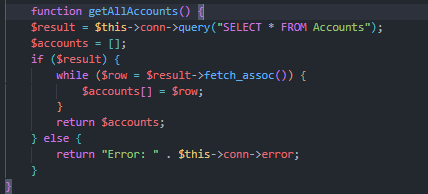 function getAllAccounts() {
$result = $this->conn->query("SELECT * FROM Accounts");
$accounts = [];
if ($result) {
while ($row = $result->fetch_assoc()) {
$accounts[] = $row;
}
return $accounts;
} else {
return "Error: " . $this->conn->error;
}
}